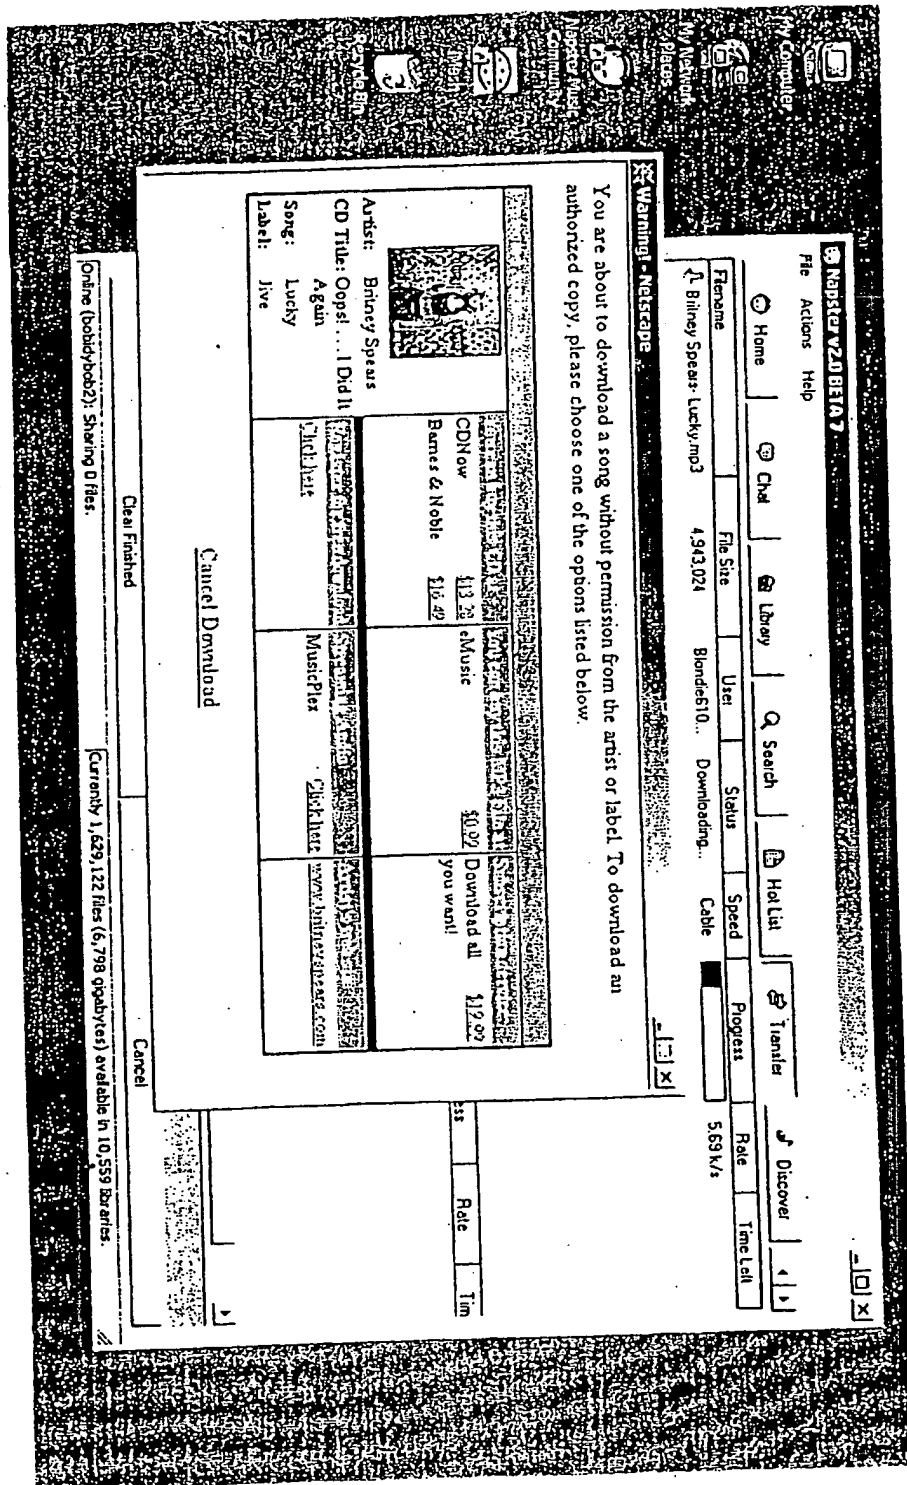 My Computer
My Network
Places
Recycle Bin
Napster v2.0 BETA 7
File Actions Help
Home Chat Library Search Hot List Transfer Discover
Filename File Size User Status Speed Progress Rate Time Left
Britney Spears- Lucky.mp3 4,943,024 Blondie610... Downloading... Cable 5.69 k/s
Warning! - Netscape
You are about to download a song without permission from the artist or label. To download an
authorized copy, please choose one of the options listed below.
Artist: Britney Spears
CD Title: Oops! . . . I Did It
Again
Song: Lucky
Label: Jive
CDNow $13.28
Barnes & Noble $16.49
eMusic $0.99
Download all
you want! $19.99
Click here
MusicPlex Click here
www.britneyspears.com
Cancel Download
ess Rate Tim
Clear Finished Cancel
Online (bobidybob2): Sharing 0 files.
Currently 1,629,122 files (6,798 gigabytes) available in 10,559 libraries.